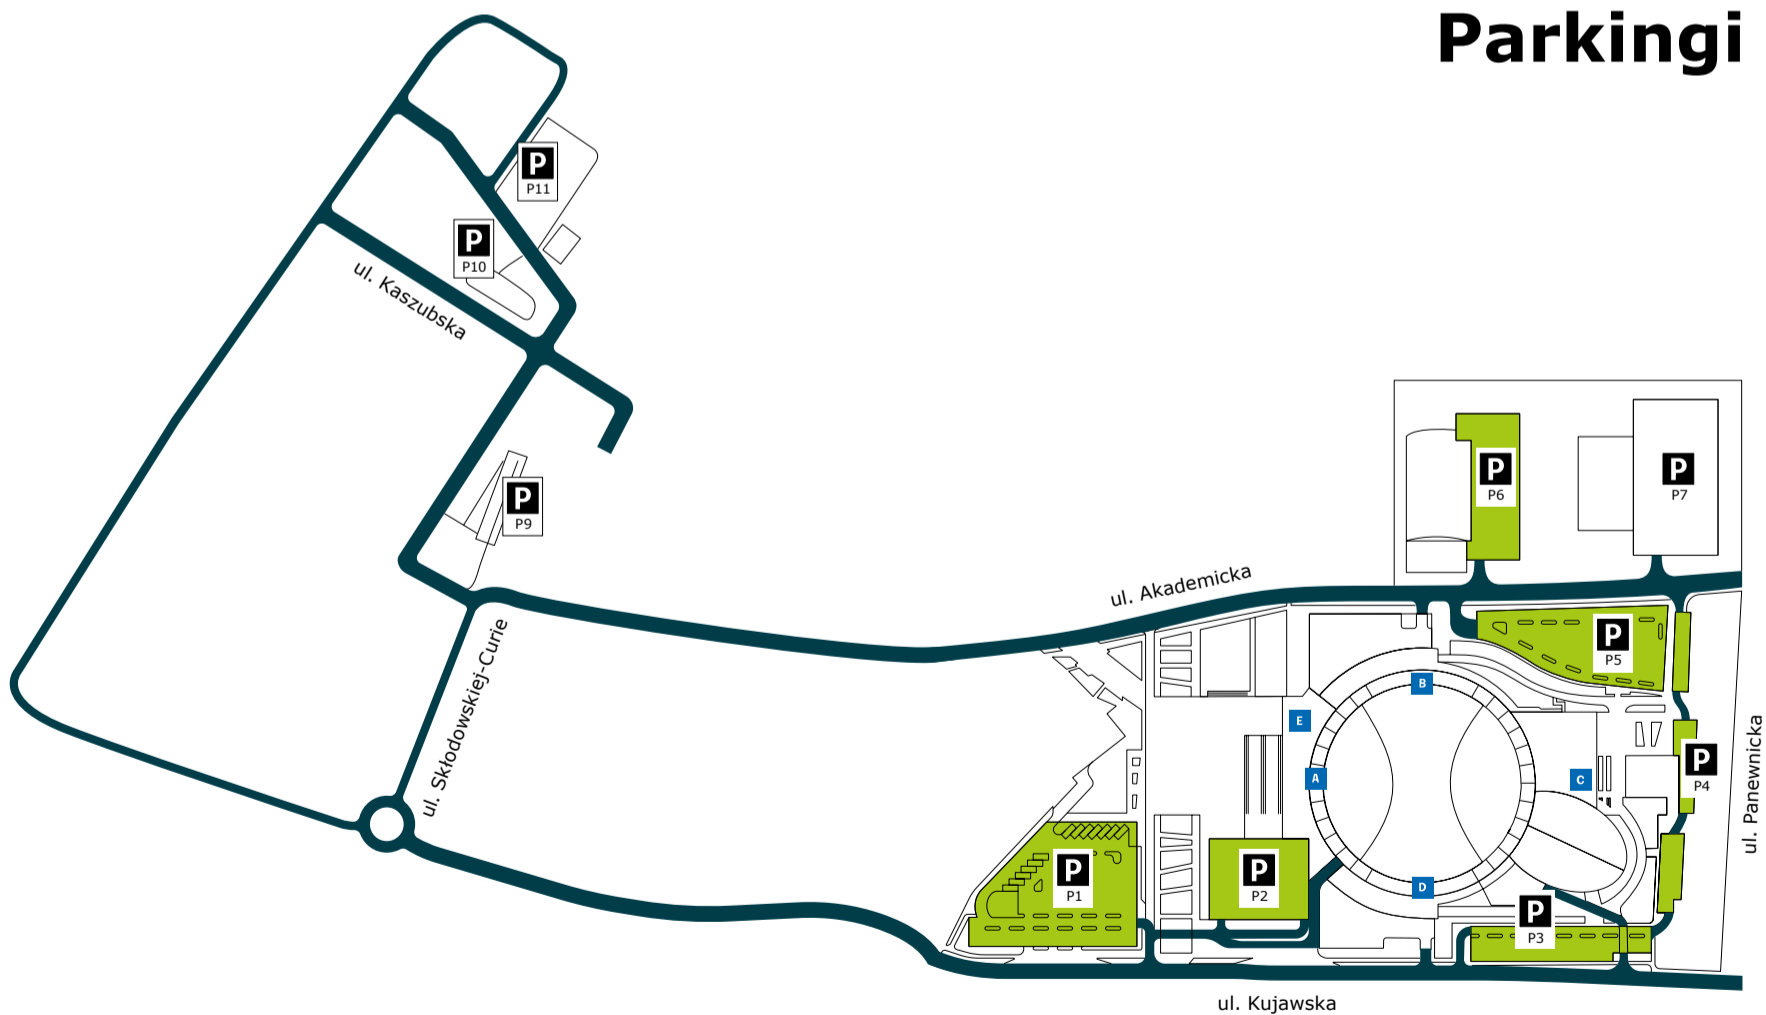 Parkingi
P
P11
P
P10
ul. Kaszubska
P
P9
P
P6
P
P7
ul. Akademicka
ul. Skłodowskiej-Curie
P
P5
B
E
A
C
P
P4
ul. Panewnicka
P
P1
P
P2
D
P
P3
ul. Kujawska